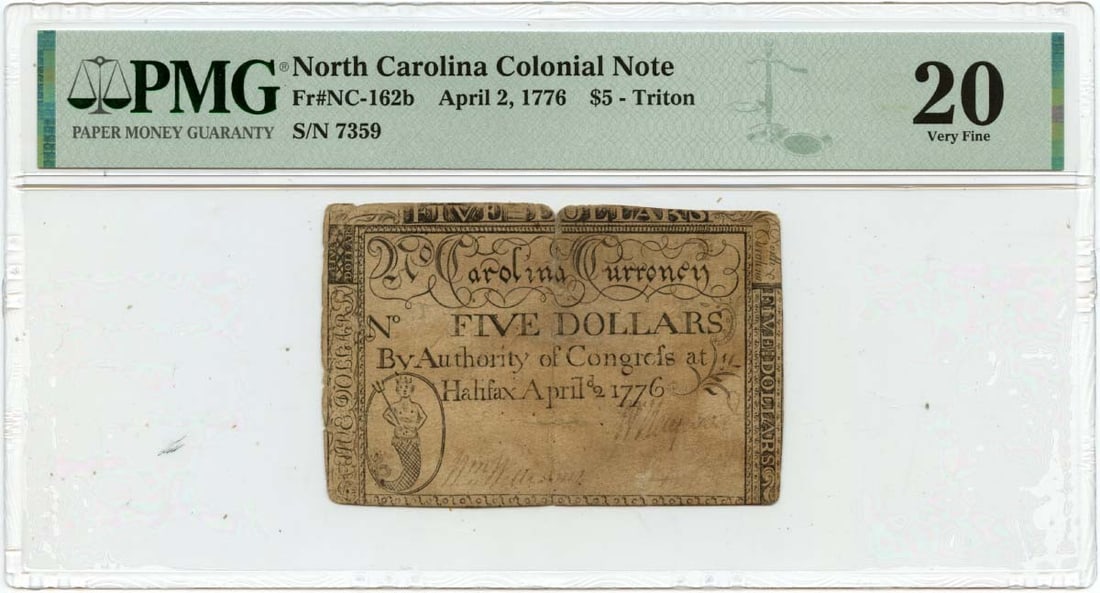 PMG® North Carolina Colonial Note
Fr#NC-162b April 2, 1776 $5 - Triton
PAPER MONEY GUARANTY S/N 7359
20
Very Fine
FIVE DOLLARS
No Carolina Currency
No FIVE DOLLARS
By Authority of Congreſs at
Halifax April 2d 1776
FIVE DOLLARS
FIVE DOLLARS